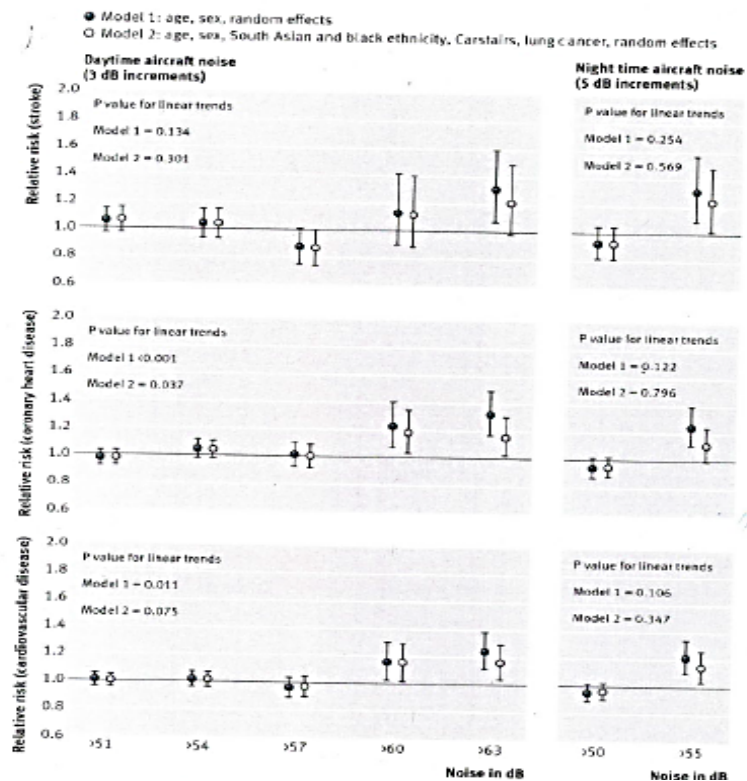 Model 1: age, sex, random effects
Model 2: age, sex, South Asian and black ethnicity, Carstairs, lung cancer, random effects
Daytime aircraft noise
(3 dB increments)
Night time aircraft noise
(5 dB increments)
Relative risk (stroke)
2.0
1.8
1.6
1.4
1.2
1.0
0.8
0.6
P value for linear trends
Model 1 = 0.134
Model 2 = 0.301
P value for linear trends
Model 1 = 0.254
Model 2 = 0.569
Relative risk (coronary heart disease)
2.0
1.8
1.6
1.4
1.2
1.0
0.8
0.6
P value for linear trends
Model 1 <0.001
Model 2 = 0.037
P value for linear trends
Model 1 = 0.122
Model 2 = 0.796
Relative risk (cardiovascular disease)
2.0
1.8
1.6
1.4
1.2
1.0
0.8
0.6
P value for linear trends
Model 1 = 0.011
Model 2 = 0.075
P value for linear trends
Model 1 = 0.106
Model 2 = 0.347
>51
>54
>57
>60
>63
>50
>55
Noise in dB
Noise in dB